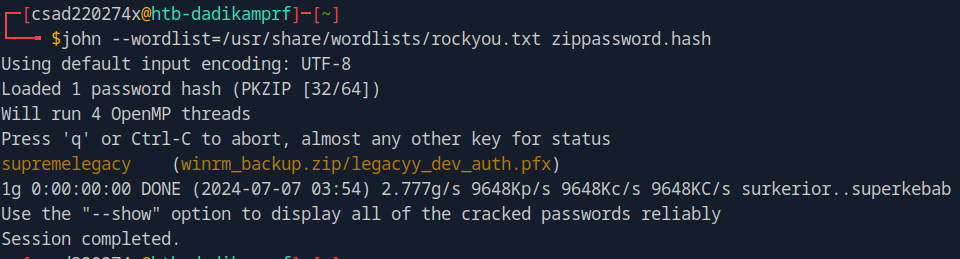 [csad220274x@htb-dadikamprf]-[~]
$john --wordlist=/usr/share/wordlists/rockyou.txt zippassword.hash
Using default input encoding: UTF-8
Loaded 1 password hash (PKZIP [32/64])
Will run 4 OpenMP threads
Press 'q' or Ctrl-C to abort, almost any other key for status
supremelegacy    (winrm_backup.zip/legacyy_dev_auth.pfx)
1g 0:00:00:00 DONE (2024-07-07 03:54) 2.777g/s 9648Kp/s 9648Kc/s 9648KC/s surkerior..superkebab
Use the "--show" option to display all of the cracked passwords reliably
Session completed.